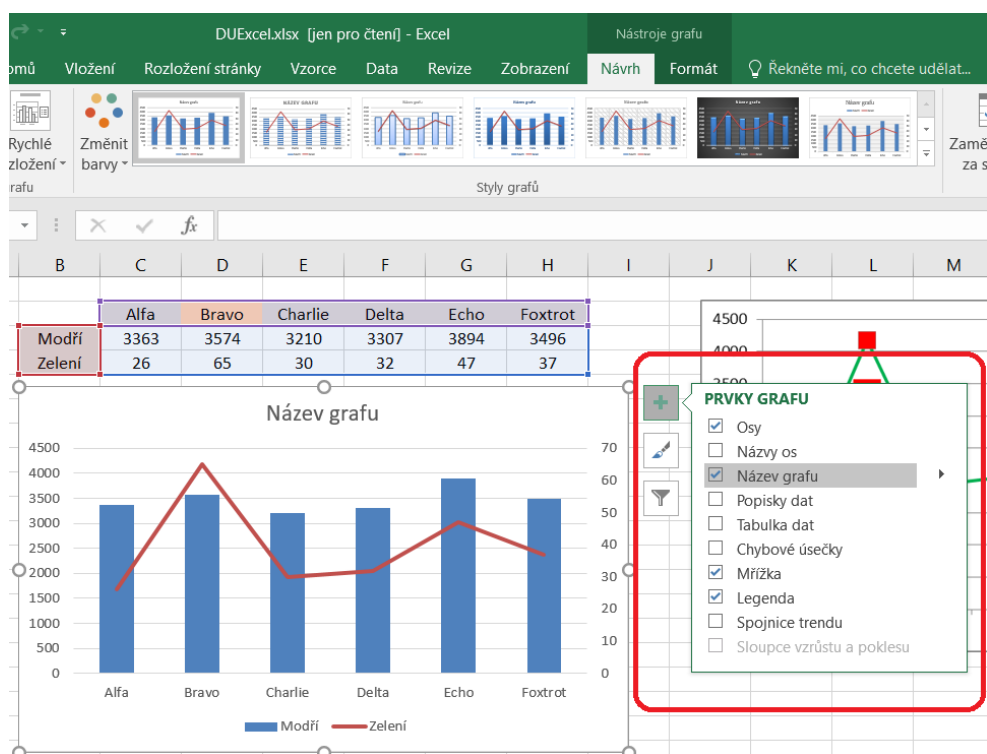 DUExcel.xlsx [jen pro čtení] - Excel
Nástroje grafu
omů Vložení Rozložení stránky Vzorce Data Revize Zobrazení Návrh Formát Řekněte mi, co chcete udělat...
Rychlé
zložení
Změnit
barvy
Zamě
za s
rafu
Styly grafů
fx
B C D E F G H I J K L M
Alfa Bravo Charlie Delta Echo Foxtrot
Modří 3363 3574 3210 3307 3894 3496
Zelení 26 65 30 32 47 37
Název grafu
4500
4000
3500
3000
2500
2000
1500
1000
500
0
70
60
50
40
30
20
10
0
Alfa Bravo Charlie Delta Echo Foxtrot
Modří Zelení
4500
4000
3500
PRVKY GRAFU
Osy
Názvy os
Název grafu
Popisky dat
Tabulka dat
Chybové úsečky
Mřížka
Legenda
Spojnice trendu
Sloupce vzrůstu a poklesu